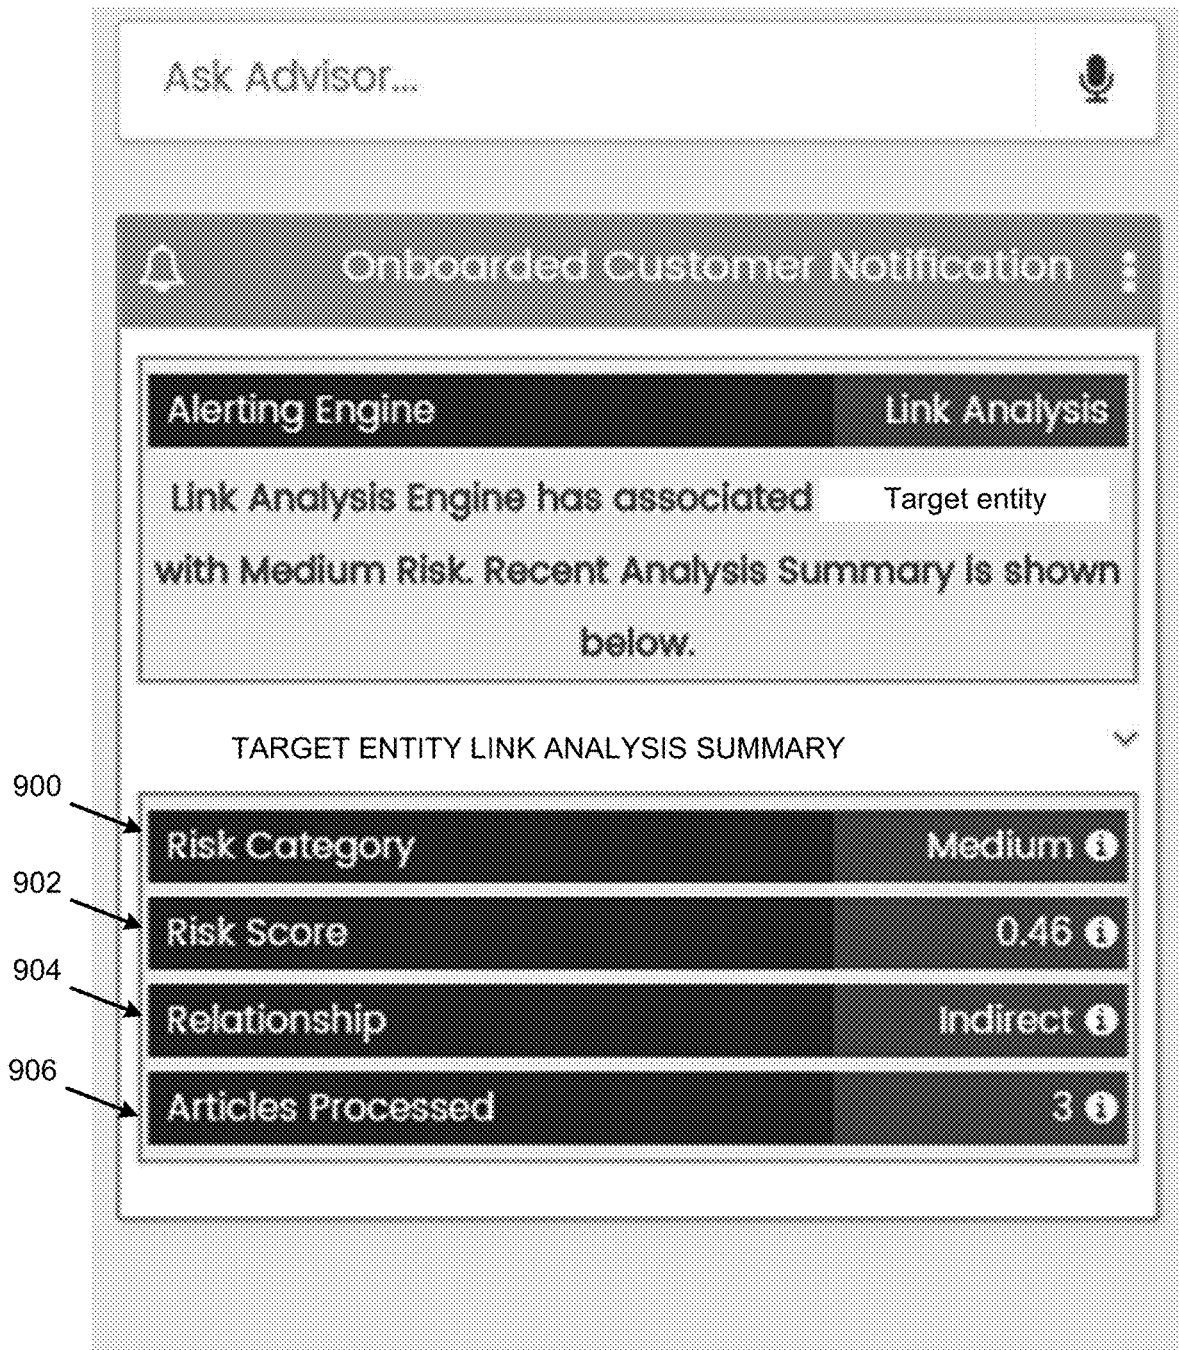 Ask Advisor...
Onboarded Customer Notification
Alerting Engine Link Analysis
Link Analysis Engine has associated Target entity
with Medium Risk. Recent Analysis Summary is shown
below.
TARGET ENTITY LINK ANALYSIS SUMMARY
900
Risk Category Medium
902
Risk Score 0.46
904
Relationship Indirect
906
Articles Processed 3